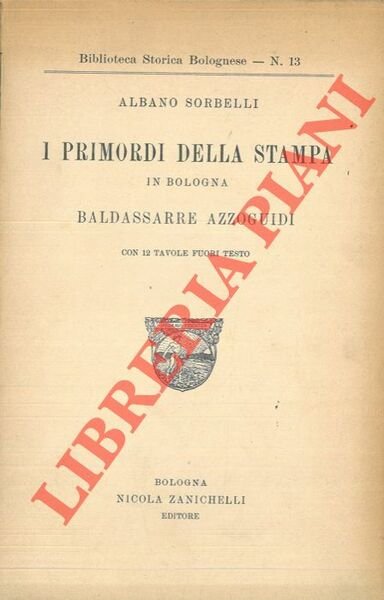 Biblioteca Storica Bolognese — N. 13
ALBANO SORBELLI
I PRIMORDI DELLA STAMPA
IN BOLOGNA
BALDASSARRE AZZOGUIDI
CON 12 TAVOLE FUORI TESTO
BOLOGNA
NICOLA ZANICHELLI
EDITORE
LIBRERIA PIANI